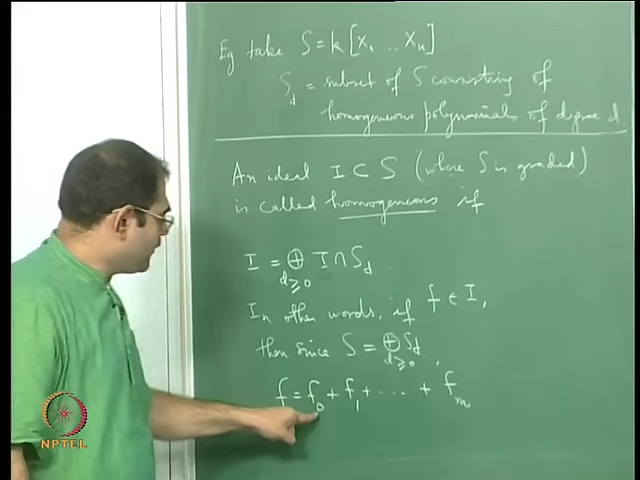 Eg take S = k[X₁ .. Xₙ]
S_d = subset of S consisting of
homogeneous polynomials of degree d.
An ideal I ⊂ S (where S is graded)
is called homogeneous if
I = ⊕_{d≥0} I ∩ S_d
In other words, if f ∈ I,
then since S = ⊕_{d≥0} S_d,
f = f₀ + f₁ + .... + f_m
NPTEL